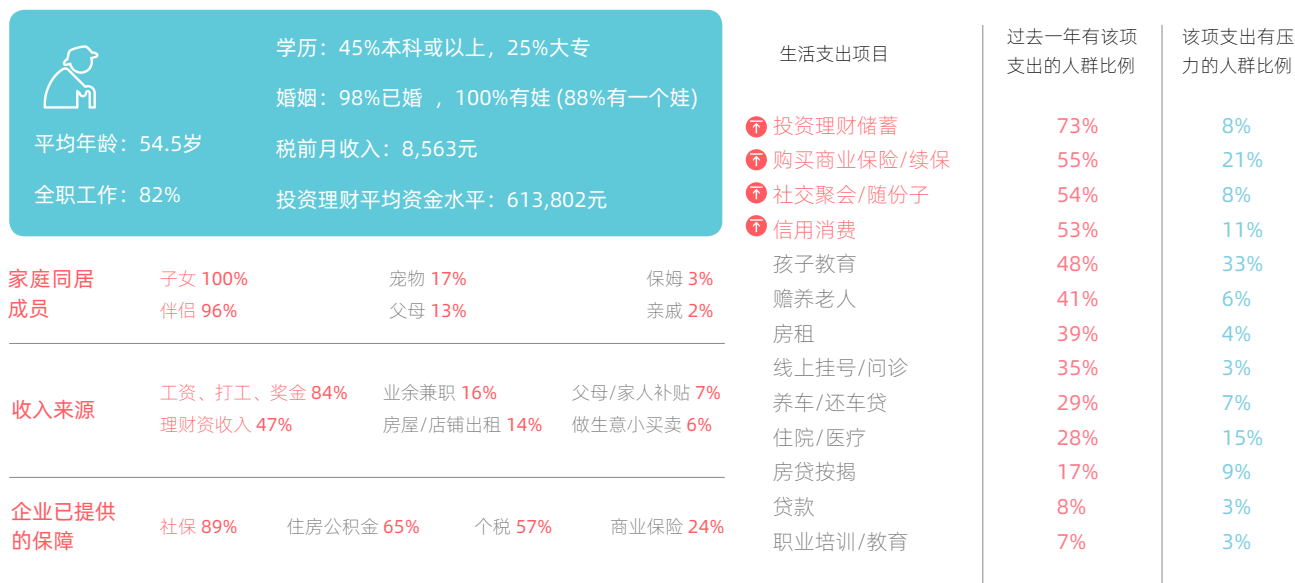 学历：45%本科或以上，25%大专
婚姻：98%已婚 ，100%有娃 (88%有一个娃)
平均年龄：54.5岁
税前月收入：8,563元
全职工作：82%
投资理财平均资金水平：613,802元
家庭同居
成员
子女 100% 宠物 17% 保姆 3%
伴侣 96% 父母 13% 亲戚 2%
收入来源
工资、打工、奖金 84% 业余兼职 16% 父母/家人补贴 7%
理财资收入 47% 房屋/店铺出租 14% 做生意小买卖 6%
企业已提供
的保障
社保 89% 住房公积金 65% 个税 57% 商业保险 24%
生活支出项目
过去一年有该项
支出的人群比例
该项支出有压
力的人群比例
投资理财储蓄 73% 8%
购买商业保险/续保 55% 21%
社交聚会/随份子 54% 8%
信用消费 53% 11%
孩子教育 48% 33%
赡养老人 41% 6%
房租 39% 4%
线上挂号/问诊 35% 3%
养车/还车贷 29% 7%
住院/医疗 28% 15%
房贷按揭 17% 9%
贷款 8% 3%
职业培训/教育 7% 3%